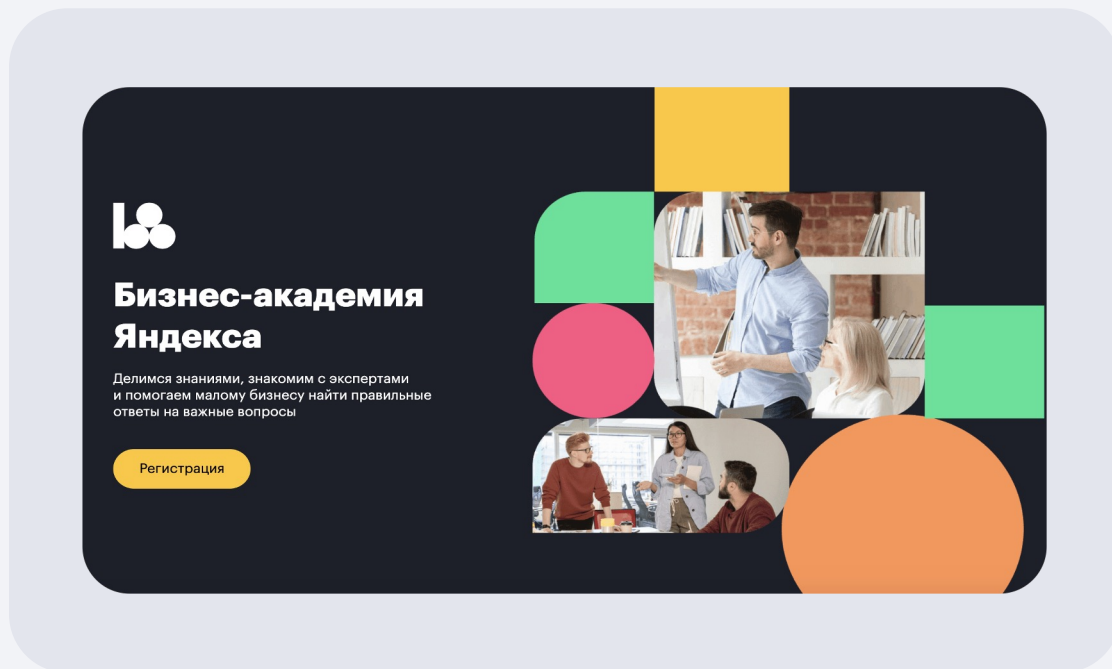 Бизнес-академия
Яндекса
Делимся знаниями, знакомим с экспертами
и помогаем малому бизнесу найти правильные
ответы на важные вопросы
Регистрация